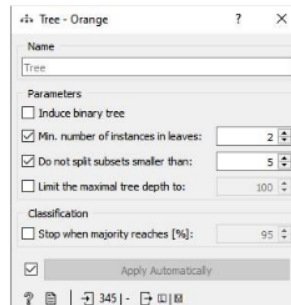 Tree - Orange ? ×
Name
Tree
Parameters
Induce binary tree
Min. number of instances in leaves: 2
Do not split subsets smaller than: 5
Limit the maximal tree depth to: 100
Classification
Stop when majority reaches [%]: 95
Apply Automatically
? 345 | - |